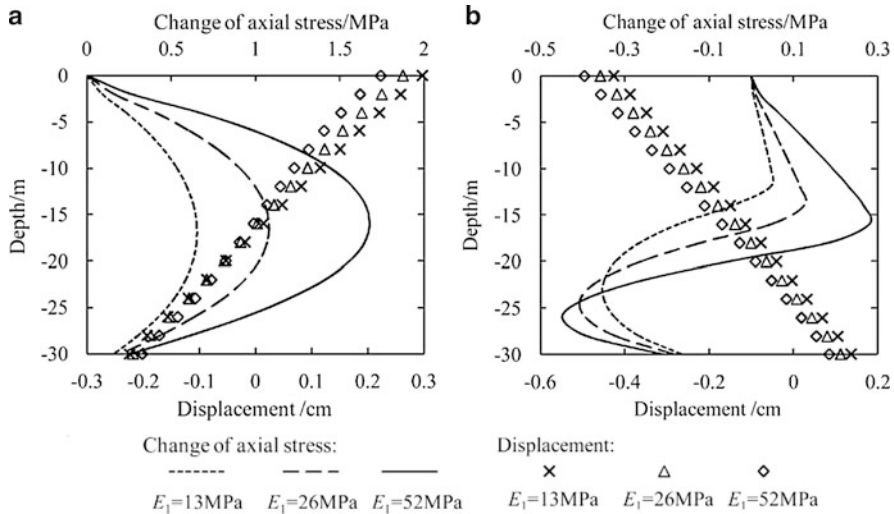 a
Change of axial stress/MPa
0 0.5 1 1.5 2
0
-5
-10
-15
-20
-25
-30
Depth/m
-0.3 -0.2 -0.1 0 0.1 0.2 0.3
Displacement /cm
b
Change of axial stress/MPa
-0.5 -0.3 -0.1 0.1 0.3
0
-5
-10
-15
-20
-25
-30
Depth/m
-0.6 -0.4 -0.2 0 0.2
Displacement /cm
Change of axial stress:
E1=13MPa E1=26MPa E1=52MPa
Displacement:
E1=13MPa E1=26MPa E1=52MPa